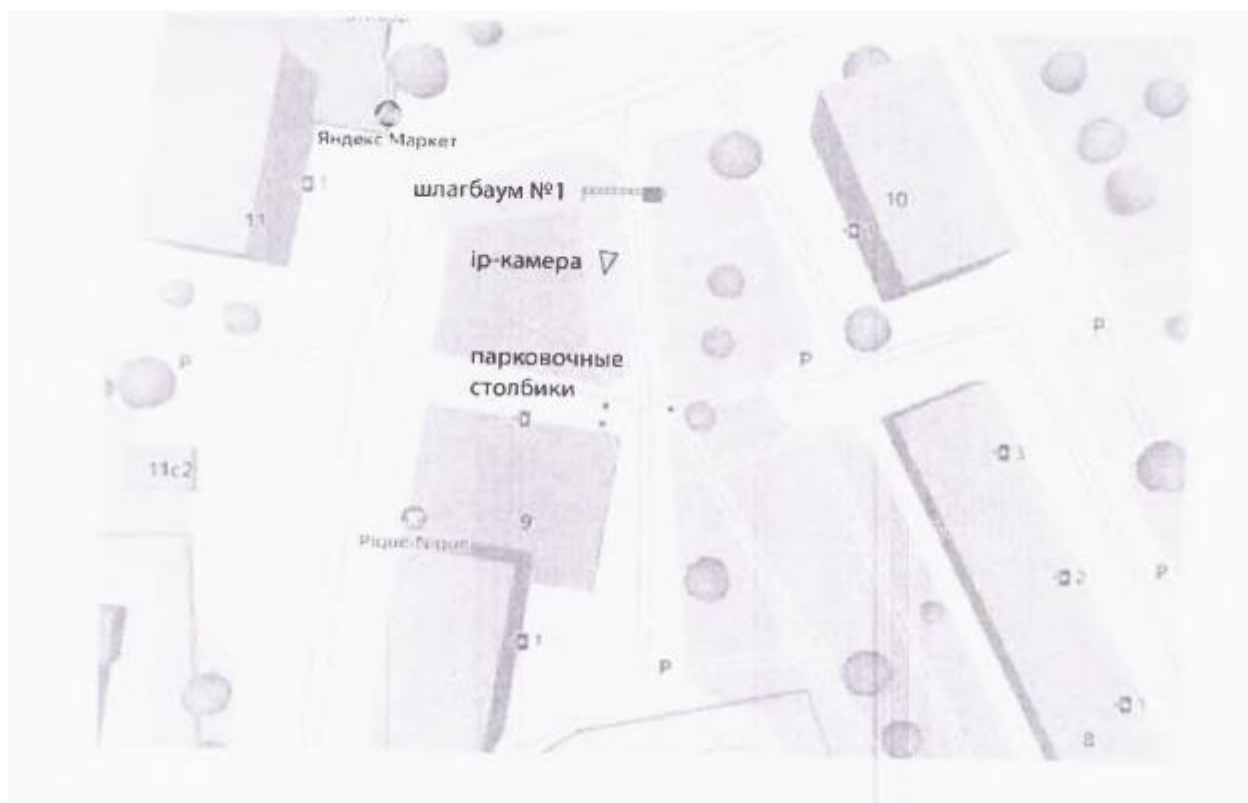 Яндекс Маркет
1
шлагбаум №1
11
10
ip-камера
P
P
P
парковочные
столбики
3
11с2
9
Pique-Nique
2
P
1
P
1
8